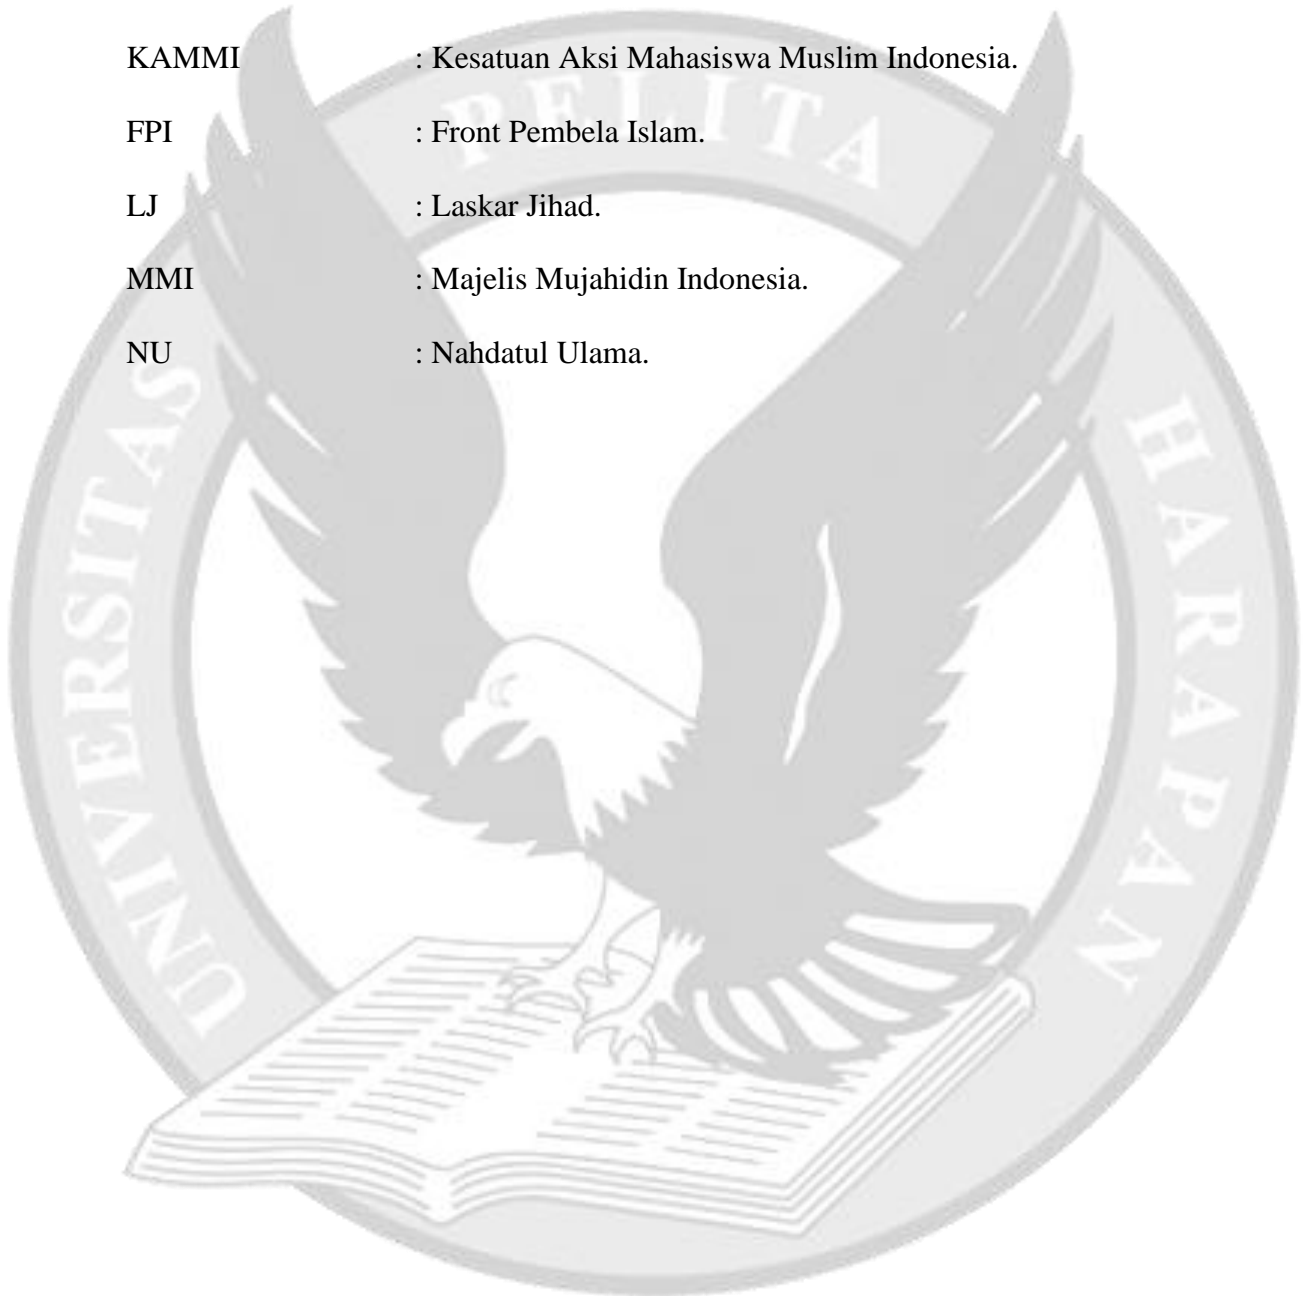 KAMMI : Kesatuan Aksi Mahasiswa Muslim Indonesia.
FPI : Front Pembela Islam.
LJ : Laskar Jihad.
MMI : Majelis Mujahidin Indonesia.
NU : Nahdatul Ulama.
UNIVERSITAS PELITA HARAPAN